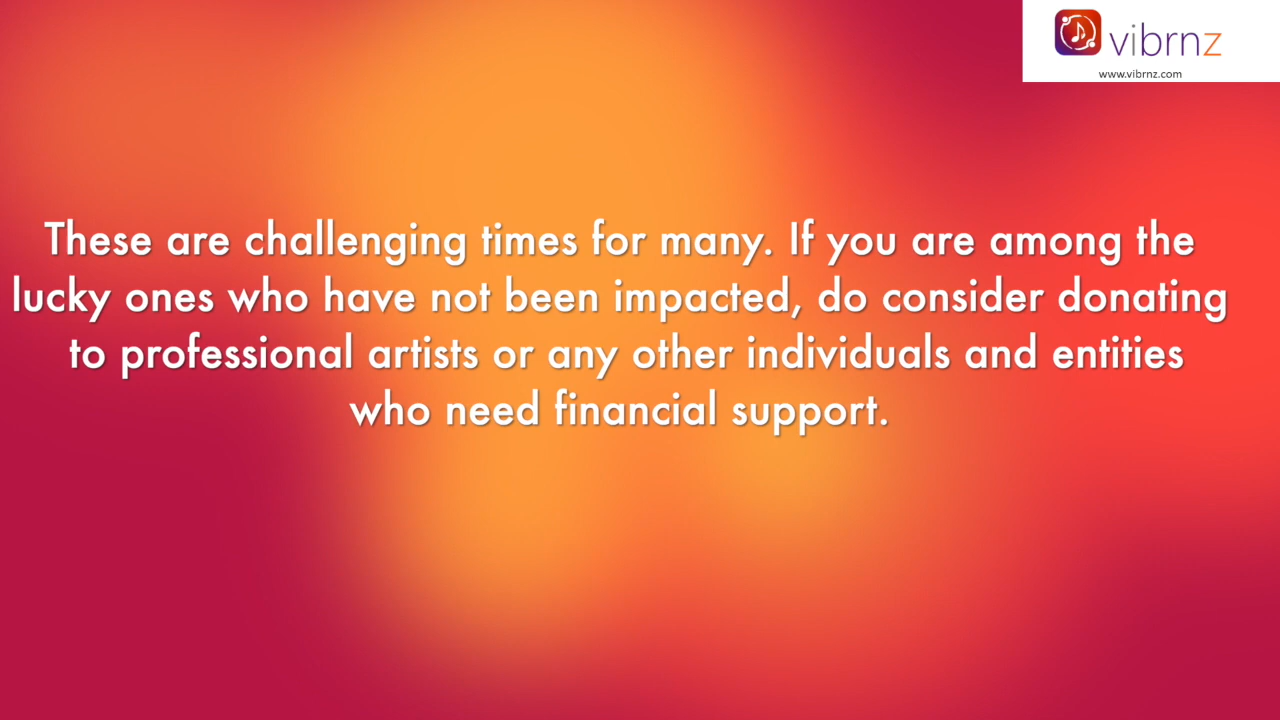 vibrnz
www.vibrnz.com
These are challenging times for many. If you are among the
lucky ones who have not been impacted, do consider donating
to professional artists or any other individuals and entities
who need financial support.